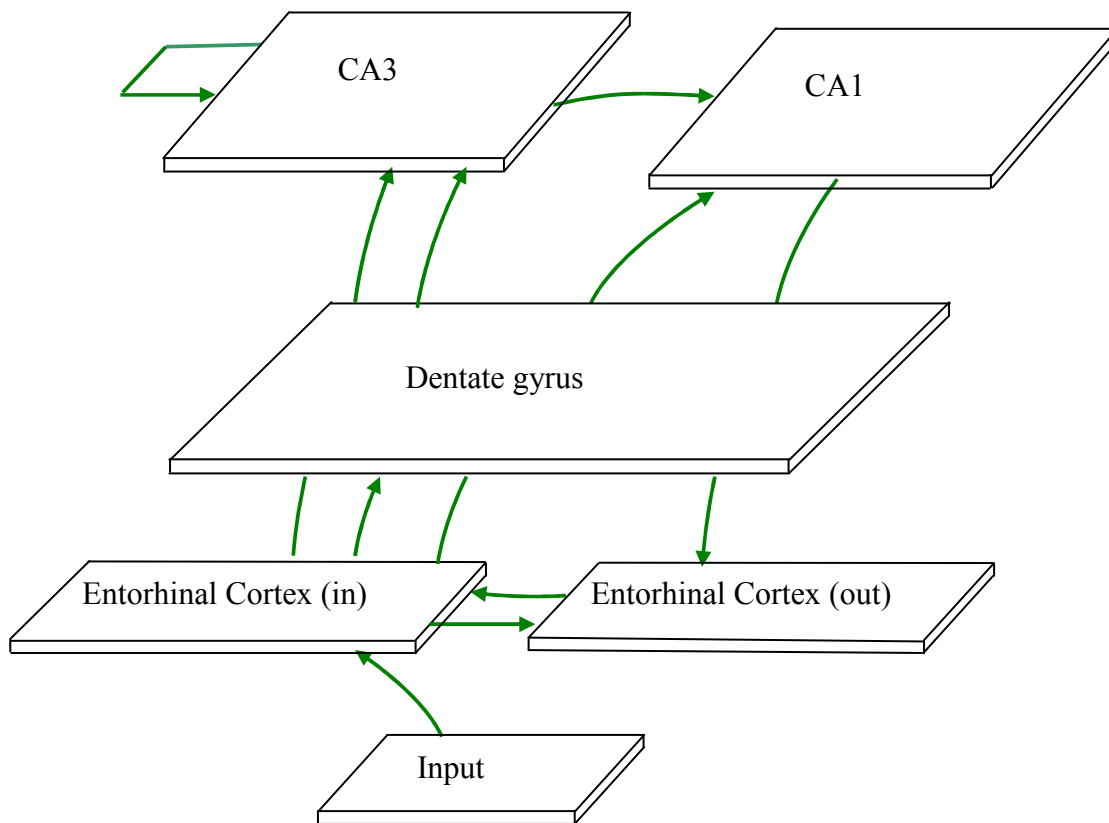 CA3
CA1
Dentate gyrus
Entorhinal Cortex (in)
Entorhinal Cortex (out)
Input